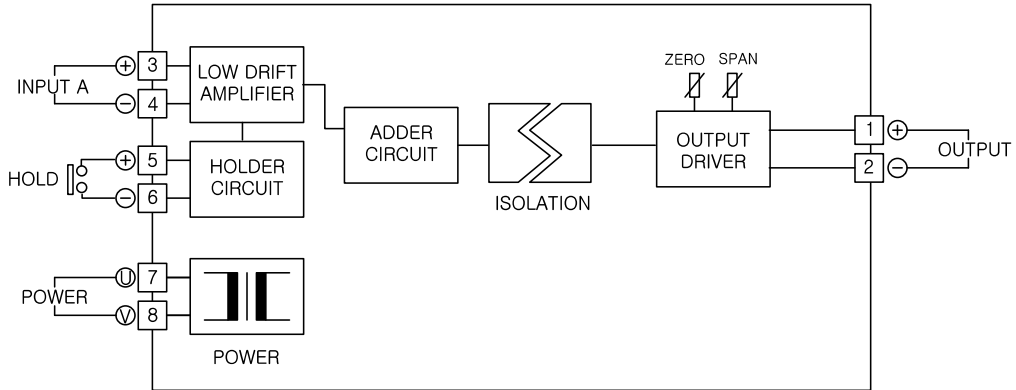 ZERO SPAN
INPUT A
+ 3
− 4
LOW DRIFT
AMPLIFIER
ADDER
CIRCUIT
ISOLATION
OUTPUT
DRIVER
1 +
2 −
OUTPUT
HOLD
+ 5
− 6
HOLDER
CIRCUIT
POWER
U 7
V 8
POWER